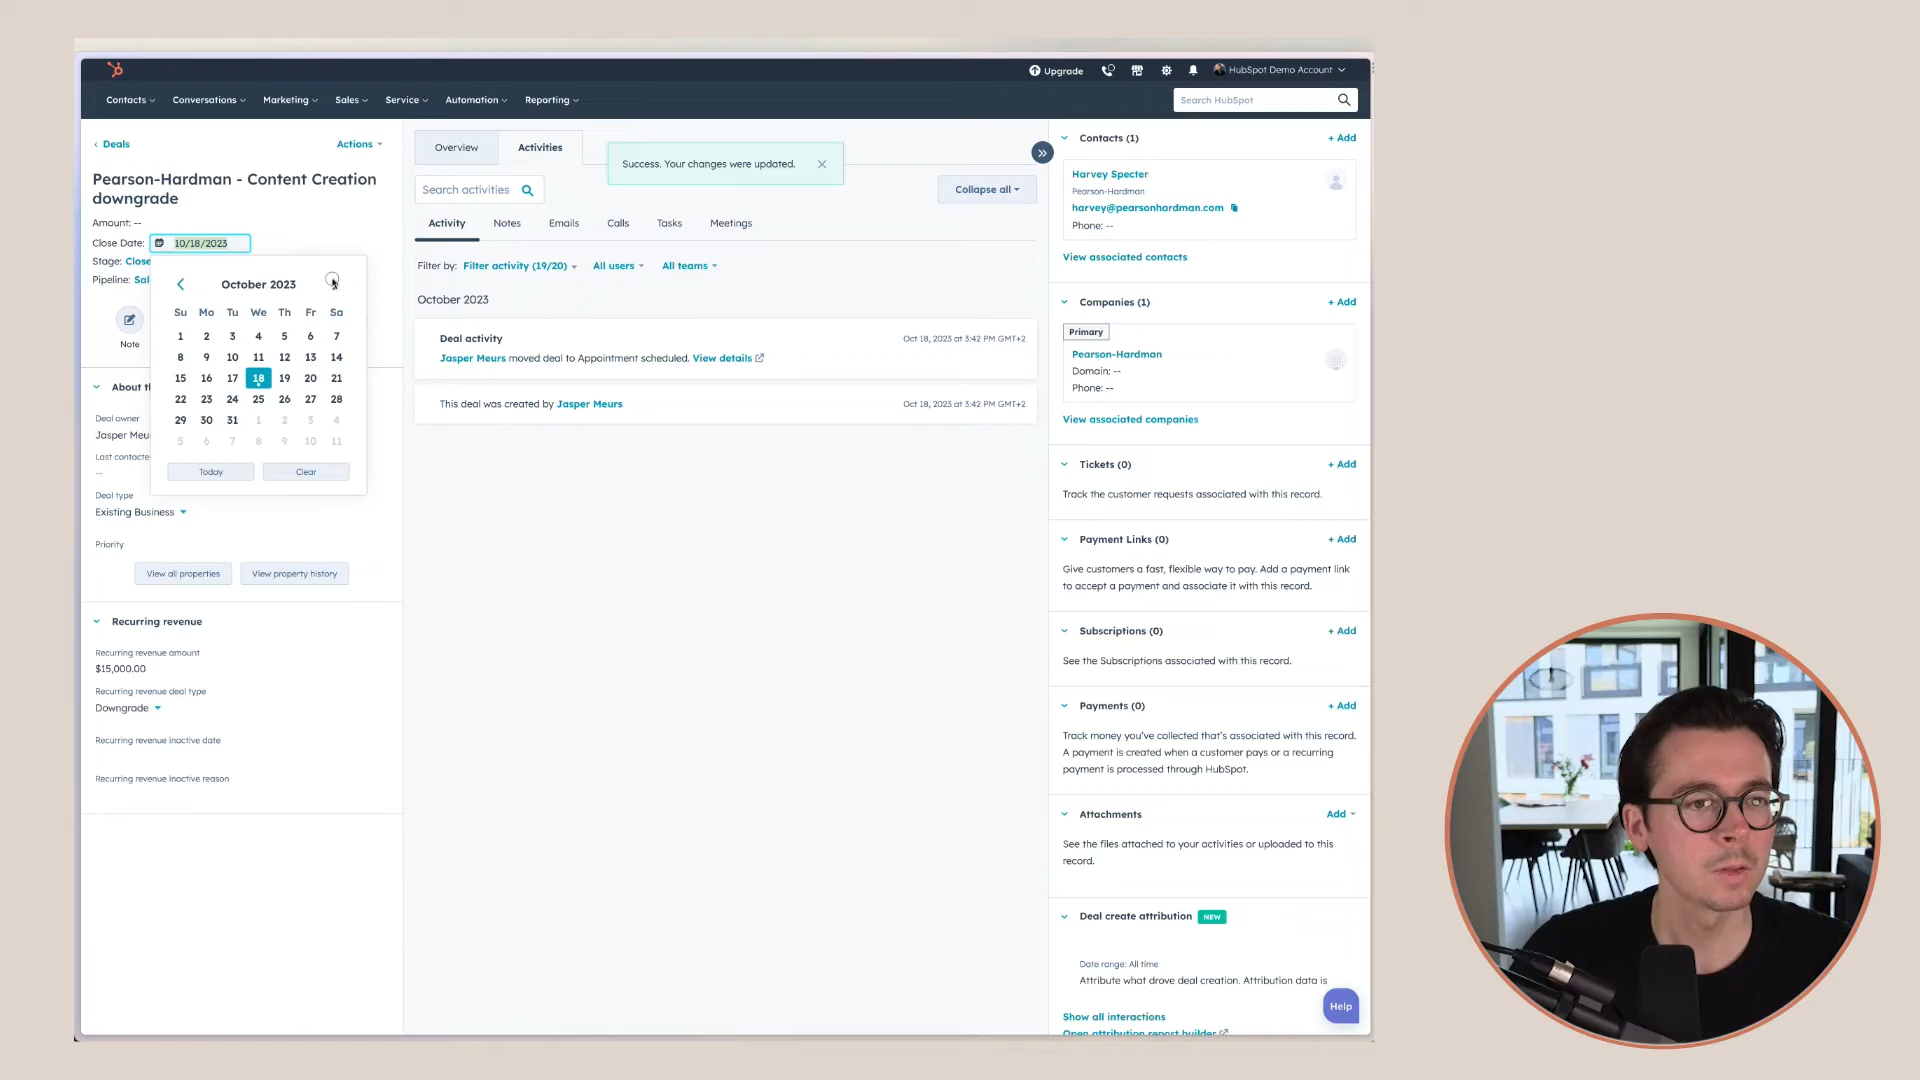 Upgrade
HubSpot Demo Account
Contacts
Conversations
Marketing
Sales
Service
Automation
Reporting
Search HubSpot
Deals
Actions
Pearson-Hardman - Content Creation
downgrade
Amount: --
Close Date: 10/18/2023
Stage: Close
Pipeline: Sal
October 2023
Su Mo Tu We Th Fr Sa
1 2 3 4 5 6 7
8 9 10 11 12 13 14
15 16 17 18 19 20 21
22 23 24 25 26 27 28
29 30 31 1 2 3 4
5 6 7 8 9 10 11
Today
Clear
Note
About th
Deal owner
Jasper Meu
Last contacte
--
Deal type
Existing Business
Priority
View all properties
View property history
Recurring revenue
Recurring revenue amount
$15,000.00
Recurring revenue deal type
Downgrade
Recurring revenue inactive date
Recurring revenue inactive reason
Overview
Activities
Success. Your changes were updated.
Search activities
Collapse all
Activity
Notes
Emails
Calls
Tasks
Meetings
Filter by: Filter activity (19/20)
All users
All teams
October 2023
Deal activity
Oct 18, 2023 at 3:42 PM GMT+2
Jasper Meurs moved deal to Appointment scheduled. View details
This deal was created by Jasper Meurs
Oct 18, 2023 at 3:42 PM GMT+2
Contacts (1)
+ Add
Harvey Specter
Pearson-Hardman
harvey@pearsonhardman.com
Phone: --
View associated contacts
Companies (1)
+ Add
Primary
Pearson-Hardman
Domain: --
Phone: --
View associated companies
Tickets (0)
+ Add
Track the customer requests associated with this record.
Payment Links (0)
+ Add
Give customers a fast, flexible way to pay. Add a payment link
to accept a payment and associate it with this record.
Subscriptions (0)
+ Add
See the Subscriptions associated with this record.
Payments (0)
+ Add
Track money you've collected that's associated with this record.
A payment is created when a customer pays or a recurring
payment is processed through HubSpot.
Attachments
Add
See the files attached to your activities or uploaded to this
record.
Deal create attribution NEW
Date range: All time
Attribute what drove deal creation. Attribution data is
Show all interactions
Open attribution report builder
Help